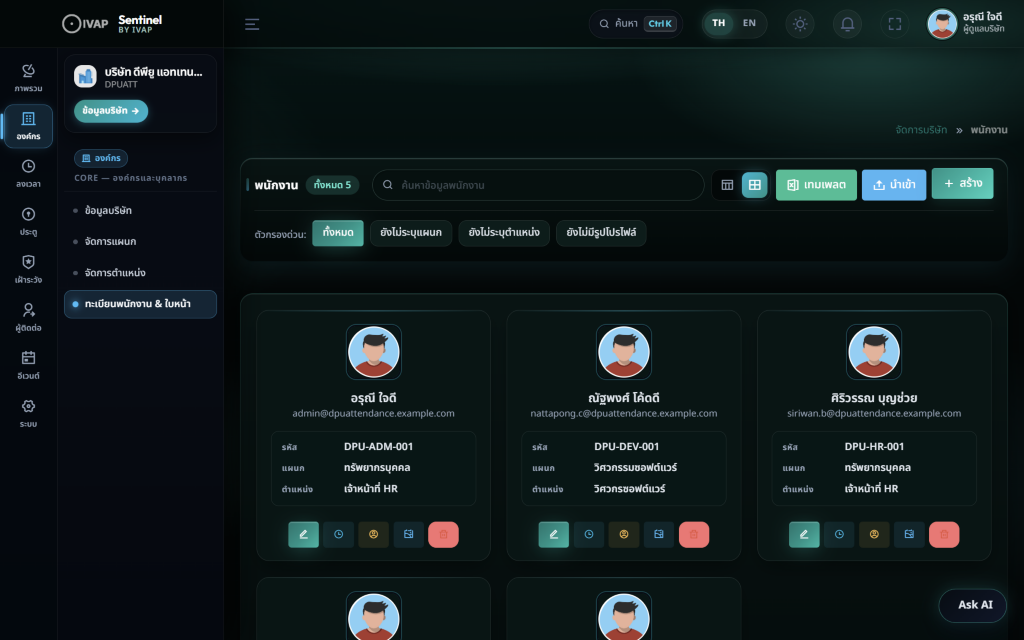 IVAP
Sentinel
BY IVAP
ค้นหา Ctrl K
TH EN
อรุณี ใจดี
ผู้ดูแลบริษัท
ภาพรวม
องค์กร
ลงเวลา
ประตู
เฝ้าระวัง
ผู้ติดต่อ
อีเวนต์
ระบบ
บริษัท ดีพียู แอทเทน...
DPUATT
ข้อมูลบริษัท →
องค์กร
CORE — องค์กรและบุคลากร
ข้อมูลบริษัท
จัดการแผนก
จัดการตำแหน่ง
ทะเบียนพนักงาน & ใบหน้า
จัดการบริษัท » พนักงาน
พนักงาน ทั้งหมด 5
ค้นหาข้อมูลพนักงาน
เทมเพลต
นำเข้า
+ สร้าง
ตัวกรองด่วน: ทั้งหมด ยังไม่ระบุแผนก ยังไม่ระบุตำแหน่ง ยังไม่มีรูปโปรไฟล์
อรุณี ใจดี
admin@dpuattendance.example.com
รหัส DPU-ADM-001
แผนก ทรัพยากรบุคคล
ตำแหน่ง เจ้าหน้าที่ HR
ณัฐพงศ์ โค้ดดี
nattapong.c@dpuattendance.example.com
รหัส DPU-DEV-001
แผนก วิศวกรรมซอฟต์แวร์
ตำแหน่ง วิศวกรซอฟต์แวร์
ศิริวรรณ บุญช่วย
siriwan.b@dpuattendance.example.com
รหัส DPU-HR-001
แผนก ทรัพยากรบุคคล
ตำแหน่ง เจ้าหน้าที่ HR
Ask AI